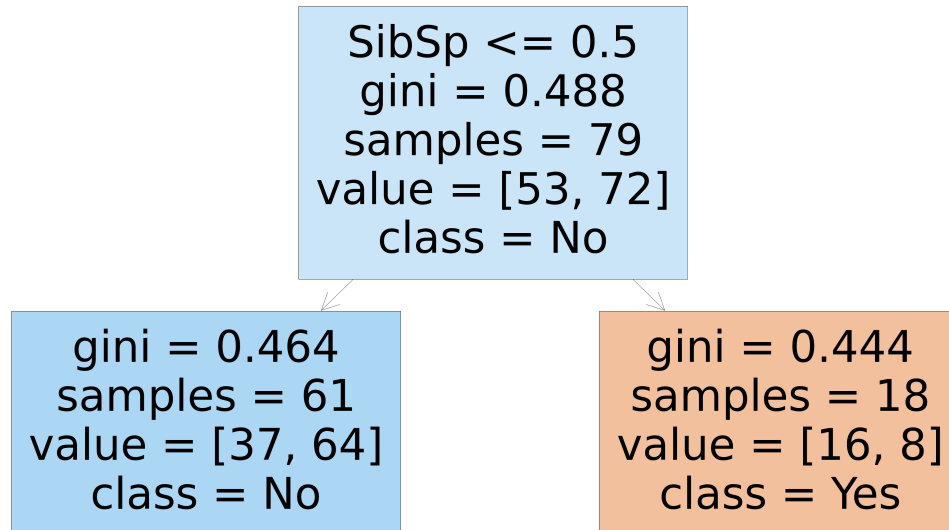 SibSp <= 0.5
gini = 0.488
samples = 79
value = [53, 72]
class = No
gini = 0.464
samples = 61
value = [37, 64]
class = No
gini = 0.444
samples = 18
value = [16, 8]
class = Yes